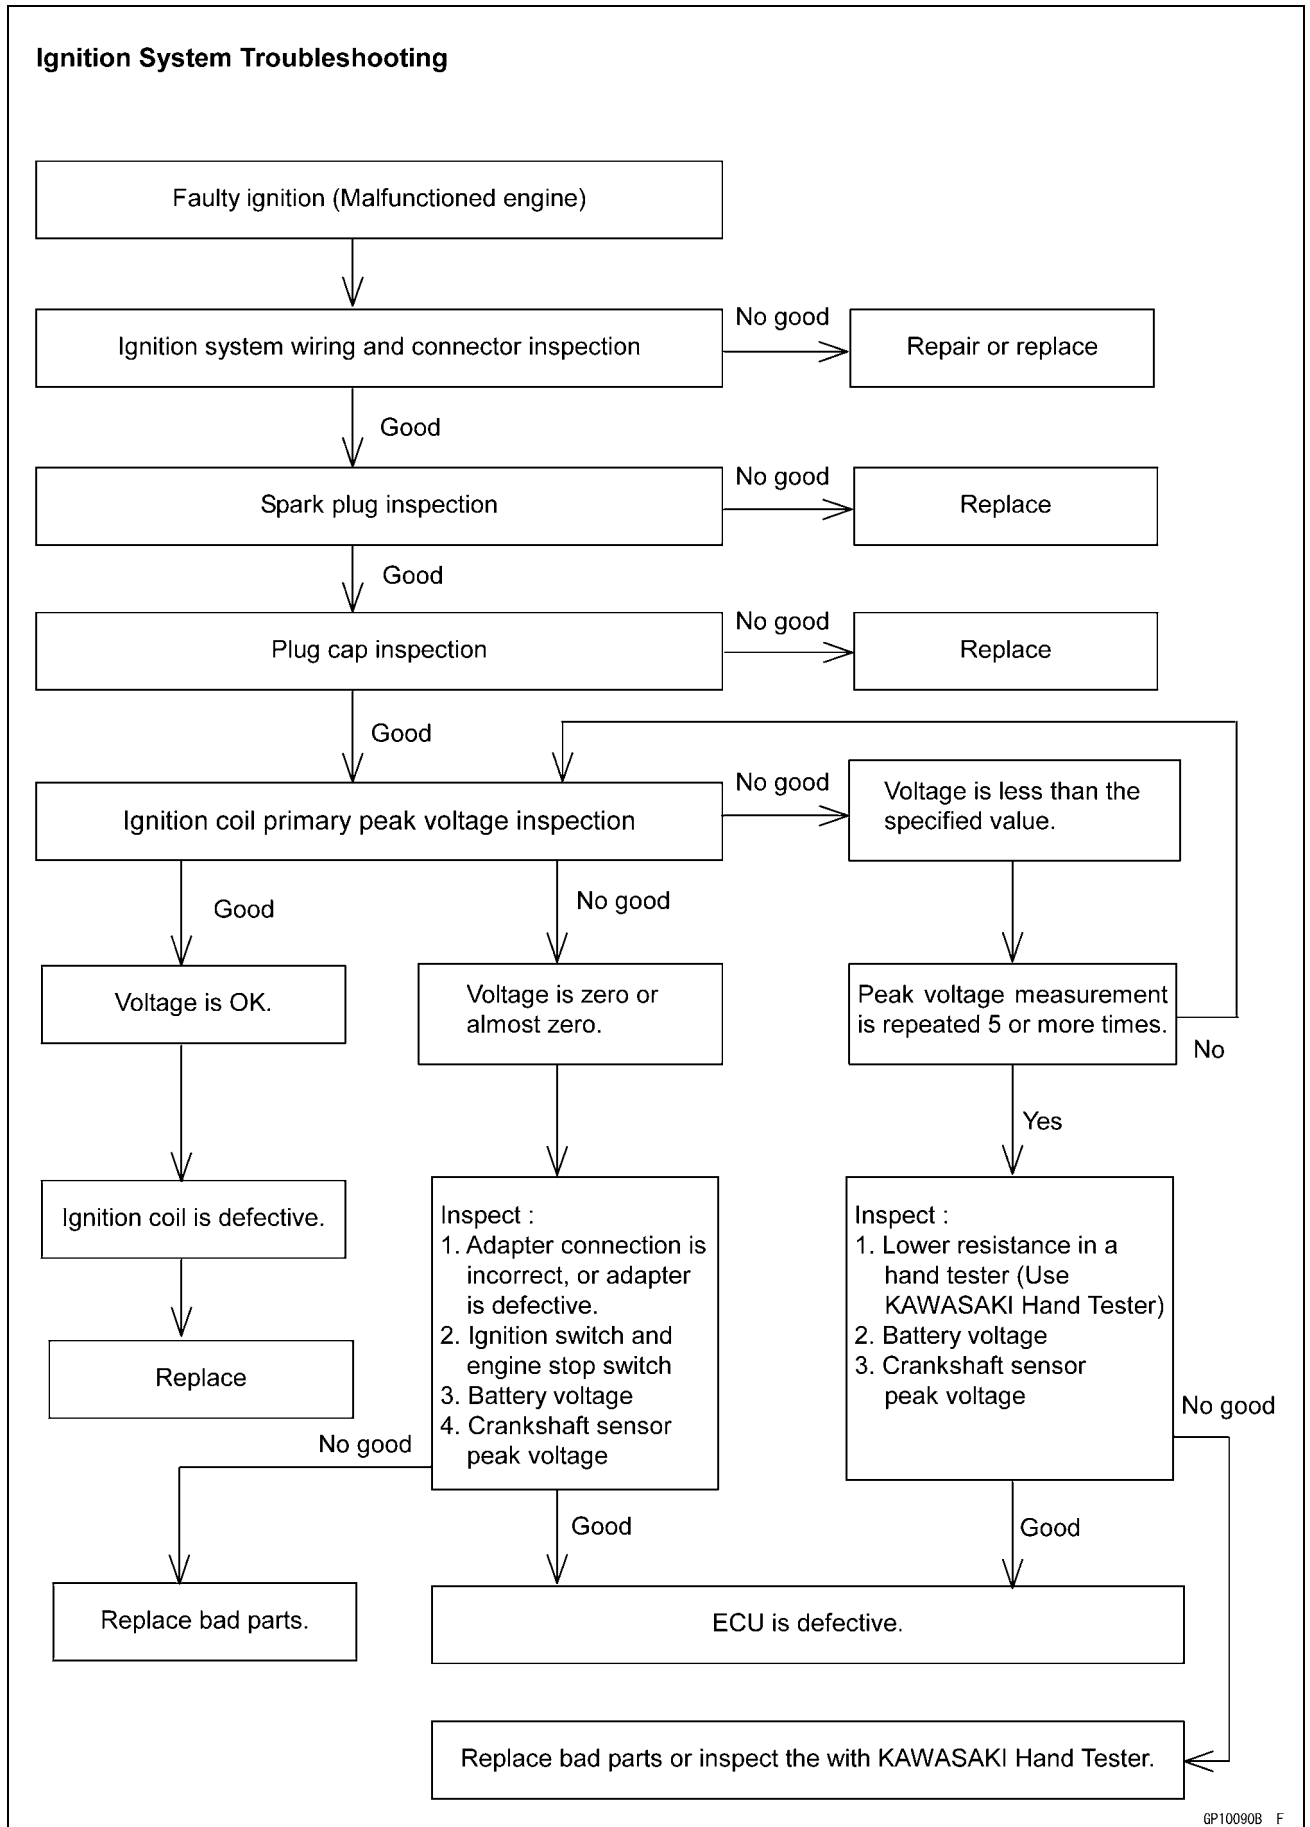 Ignition System Troubleshooting
Faulty ignition (Malfunctioned engine)
Ignition system wiring and connector inspection
No good
Repair or replace
Good
Spark plug inspection
No good
Replace
Good
Plug cap inspection
No good
Replace
Good
Ignition coil primary peak voltage inspection
No good
Voltage is less than the
specified value.
Good
No good
Voltage is OK.
Voltage is zero or
almost zero.
Peak voltage measurement
is repeated 5 or more times.
No
Yes
Ignition coil is defective.
Replace
Inspect :
1. Adapter connection is
incorrect, or adapter
is defective.
2. Ignition switch and
engine stop switch
3. Battery voltage
4. Crankshaft sensor
peak voltage
Inspect :
1. Lower resistance in a
hand tester (Use
KAWASAKI Hand Tester)
2. Battery voltage
3. Crankshaft sensor
peak voltage
No good
No good
Good
Good
Replace bad parts.
ECU is defective.
Replace bad parts or inspect the with KAWASAKI Hand Tester.
GP10090B F